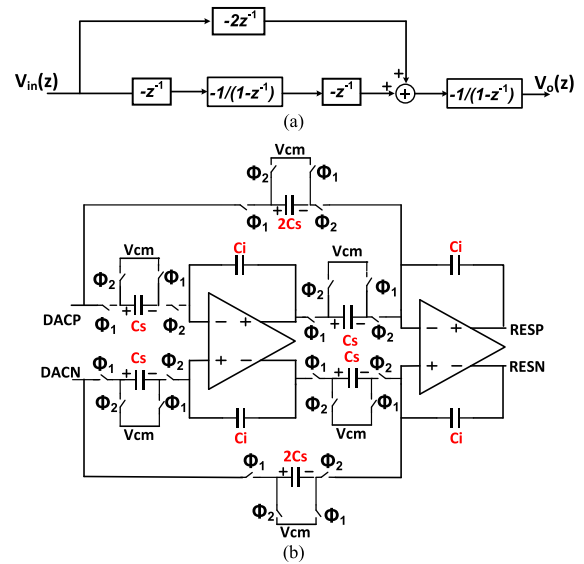 -2z⁻¹
V_in(z)
+
-z⁻¹
-1/(1-z⁻¹)
-z⁻¹
+
+
-1/(1-z⁻¹)
V_o(z)
(a)
Vcm
Φ₂
Φ₁
+
−
Φ₁
2Cs
Φ₂
Vcm
Ci
Vcm
Ci
Φ₂
Φ₁
Φ₂
Φ₁
DACP
+
−
Φ₁
Cs
Φ₂
−
+
+
−
Φ₁
Cs
Φ₂
−
+
RESP
DACN
Cs
Cs
RESN
Φ₁
+
−
Φ₂
+
−
Φ₁
+
−
Φ₂
+
−
Φ₂
Φ₁
Φ₂
Φ₁
Vcm
Ci
Vcm
Ci
Φ₁
+
−
2Cs
Φ₂
Φ₂
Φ₁
Vcm
(b)